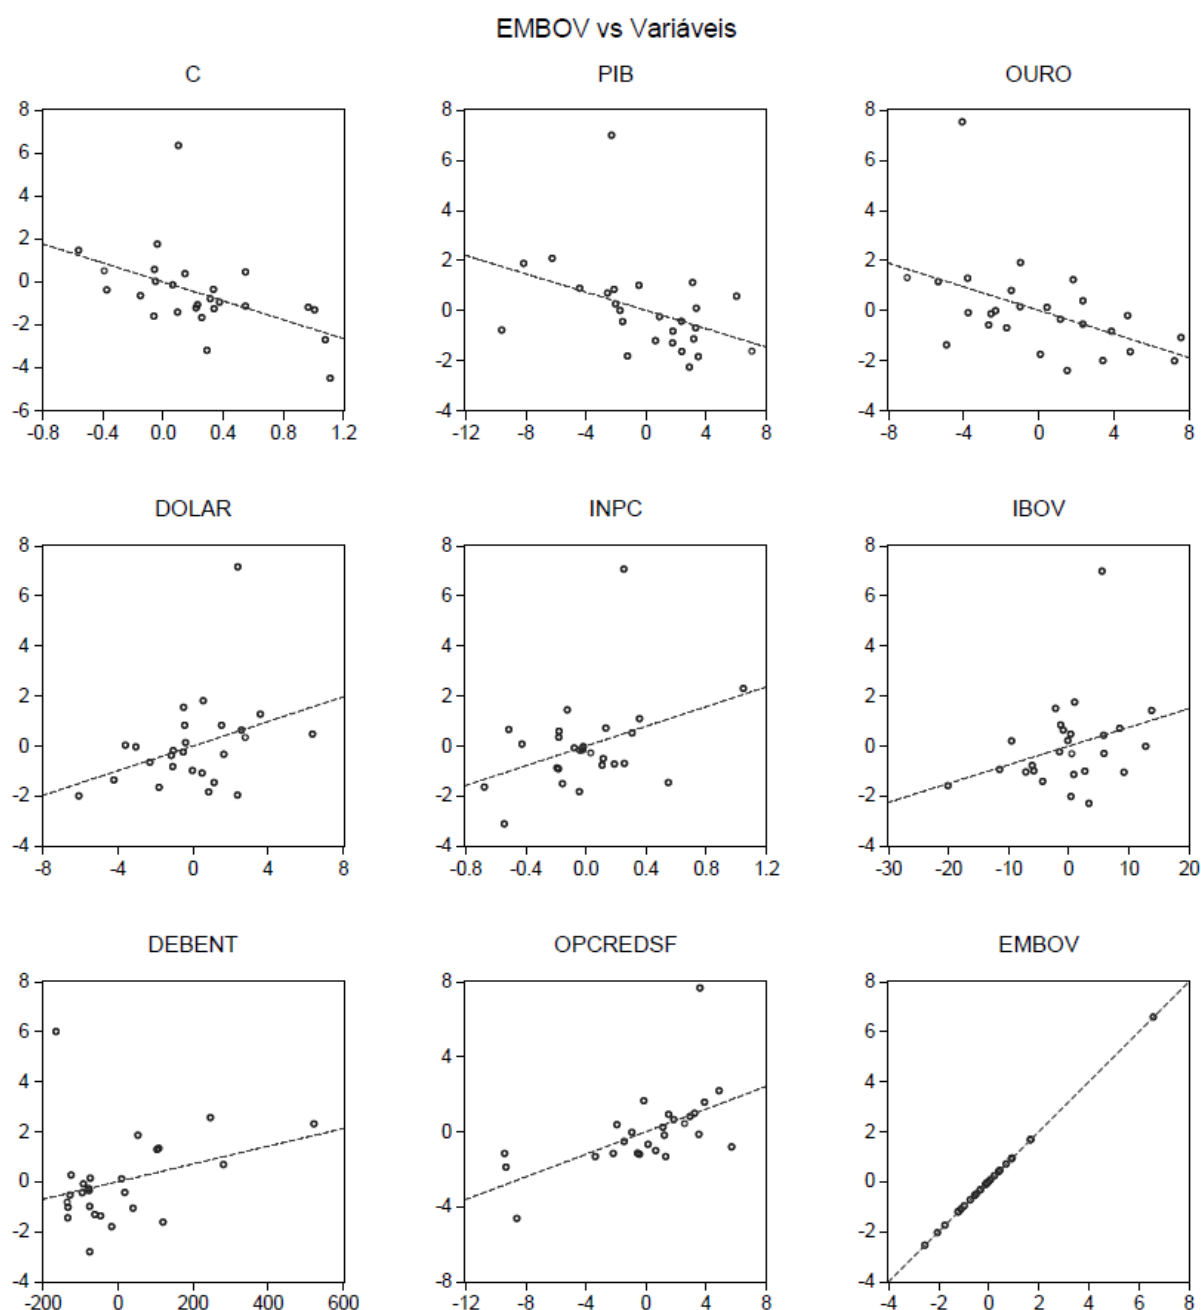 EMBOV vs Variáveis
C PIB OURO
8 8 8
6 6 6
4 4 4
2 2 2
0 0 0
-2 -2 -2
-4
-6 -4 -4
-0.8 -0.4 0.0 0.4 0.8 1.2 -12 -8 -4 0 4 8 -8 -4 0 4 8
DOLAR INPC IBOV
8 8 8
6 6 6
4 4 4
2 2 2
0 0 0
-2 -2 -2
-4 -4 -4
-8 -4 0 4 8 -0.8 -0.4 0.0 0.4 0.8 1.2 -30 -20 -10 0 10 20
DEBENT OPCREDSF EMBOV
8 8 8
6 6
4 4 4
2 2
0 0 0
-2 -2
-4 -4
-4 -8 -4
-200 0 200 400 600 -12 -8 -4 0 4 8 -4 -2 0 2 4 6 8